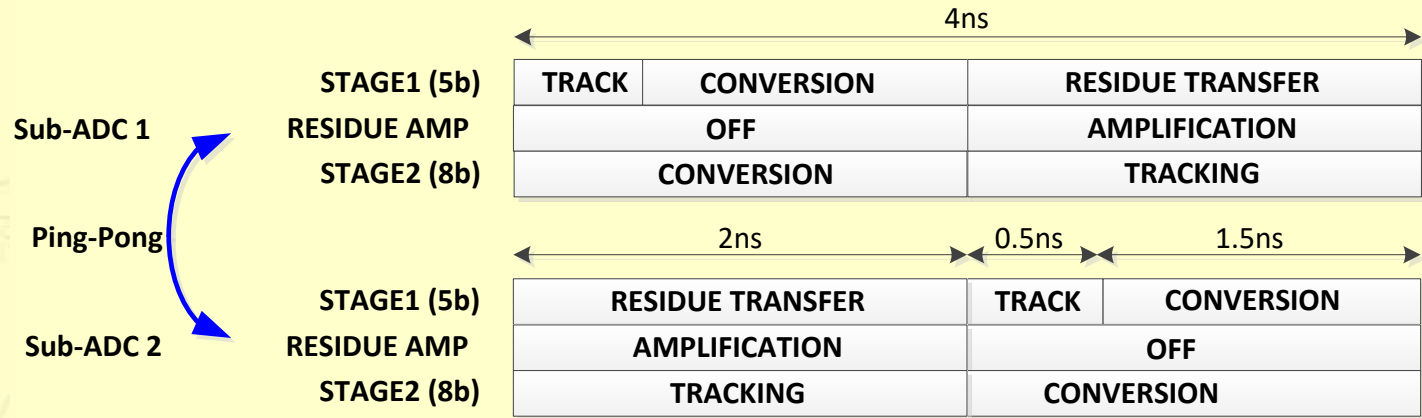 4ns
STAGE1 (5b) TRACK CONVERSION RESIDUE TRANSFER
Sub-ADC 1 RESIDUE AMP OFF AMPLIFICATION
STAGE2 (8b) CONVERSION TRACKING
Ping-Pong 2ns 0.5ns 1.5ns
STAGE1 (5b) RESIDUE TRANSFER TRACK CONVERSION
Sub-ADC 2 RESIDUE AMP AMPLIFICATION OFF
STAGE2 (8b) TRACKING CONVERSION